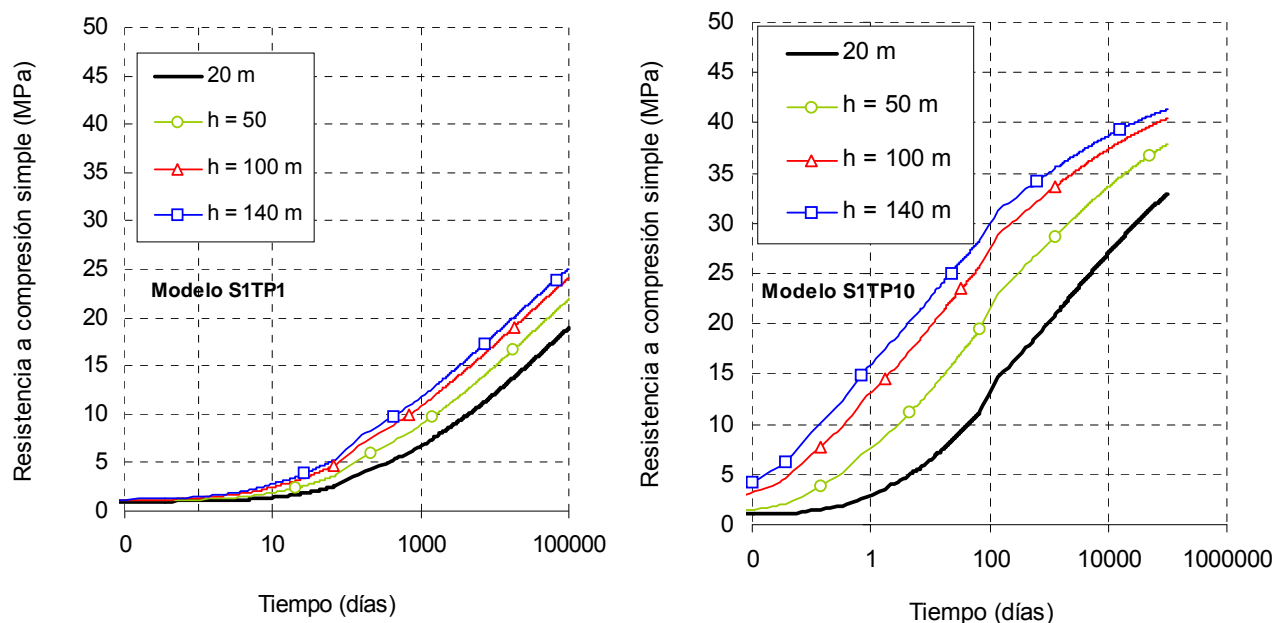 Resistencia a compresión simple (MPa)
50
45
40
35
30
25
20
15
10
5
0
20 m
h = 50
h = 100 m
h = 140 m
Modelo S1TP1
0
10
1000
100000
Tiempo (días)
Resistencia a compresión simple (MPa)
50
45
40
35
30
25
20
15
10
5
0
20 m
h = 50 m
h = 100 m
h = 140 m
Modelo S1TP10
0
1
100
10000
1000000
Tiempo (días)